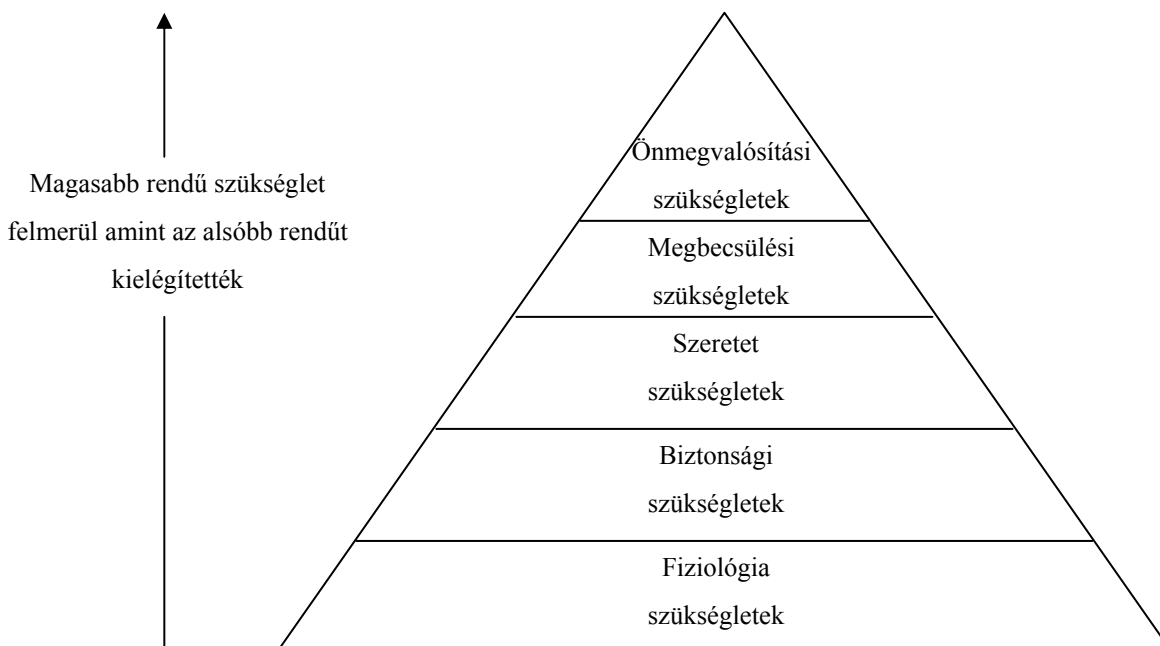 Magasabb rendű szükséglet
felmerül amint az alsóbb rendűt
kielégítették
Önmegvalósítási
szükségletek
Megbecsülési
szükségletek
Szeretet
szükségletek
Biztonsági
szükségletek
Fiziológia
szükségletek